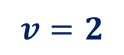 v = 2